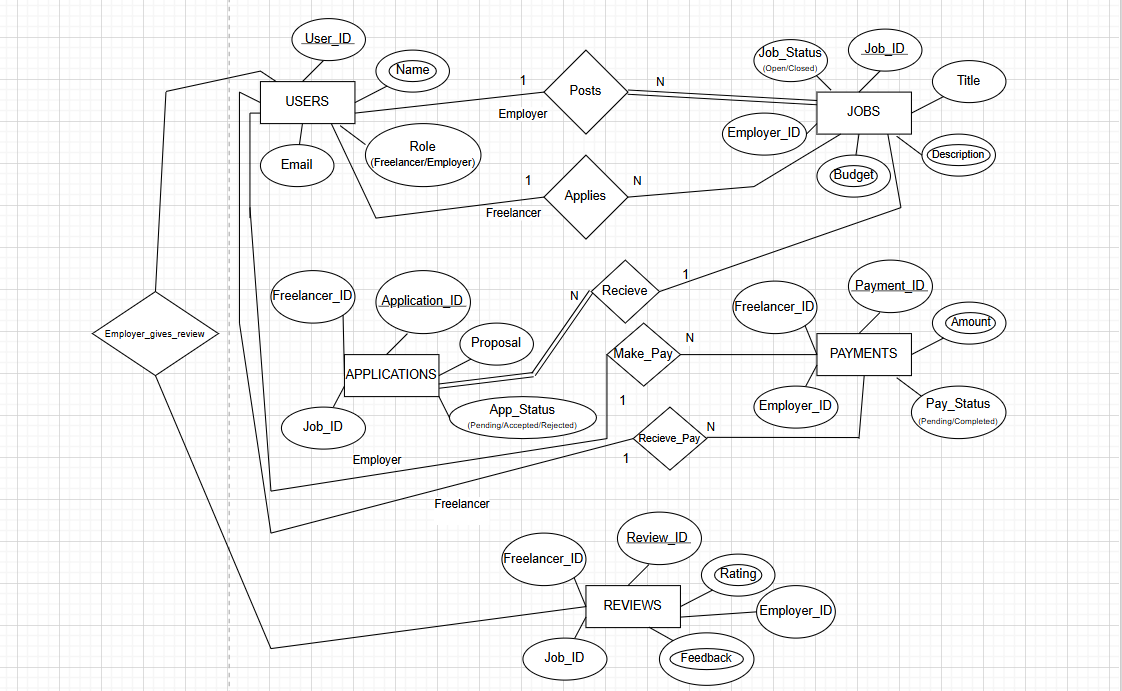 User_ID
Name
USERS
Email
Role
(Freelancer/Employer)
1
Employer
Posts
N
Job_Status
(Open/Closed)
Job_ID
Title
JOBS
Employer_ID
Description
Budget
1
Freelancer
Applies
N
Employer_gives_review
Freelancer_ID
Application_ID
Proposal
APPLICATIONS
App_Status
(Pending/Accepted/Rejected)
Job_ID
N
Recieve
1
Make_Pay
N
1
Employer
Recieve_Pay
N
1
Freelancer
Freelancer_ID
Payment_ID
Amount
PAYMENTS
Employer_ID
Pay_Status
(Pending/Completed)
Freelancer_ID
Review_ID
Rating
REVIEWS
Employer_ID
Job_ID
Feedback